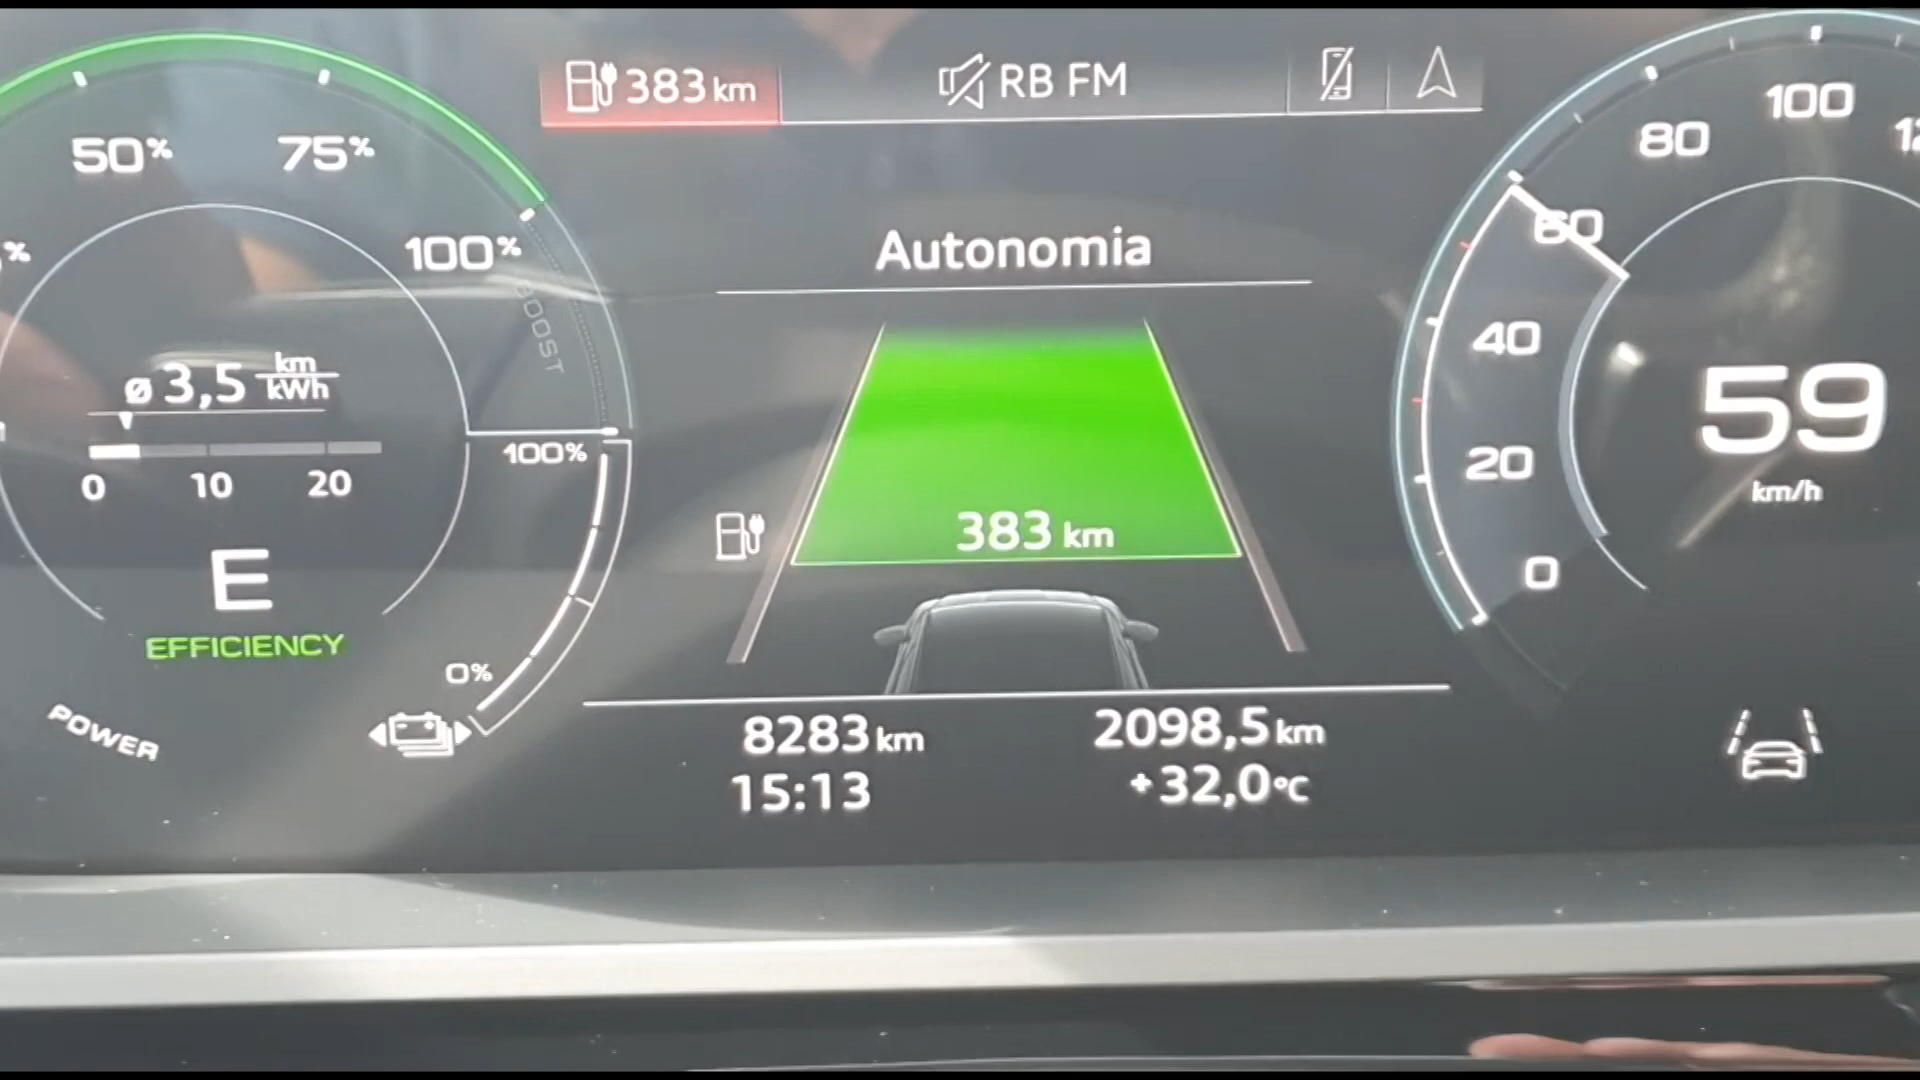 383 km
RB FM
50%
75%
100%
%
BOOST
ø 3,5 km/kWh
0 10 20
E
EFFICIENCY
POWER
100%
0%
Autonomia
383 km
8283 km
2098,5 km
15:13
+32,0°C
100
80
60
40
20
0
59
km/h